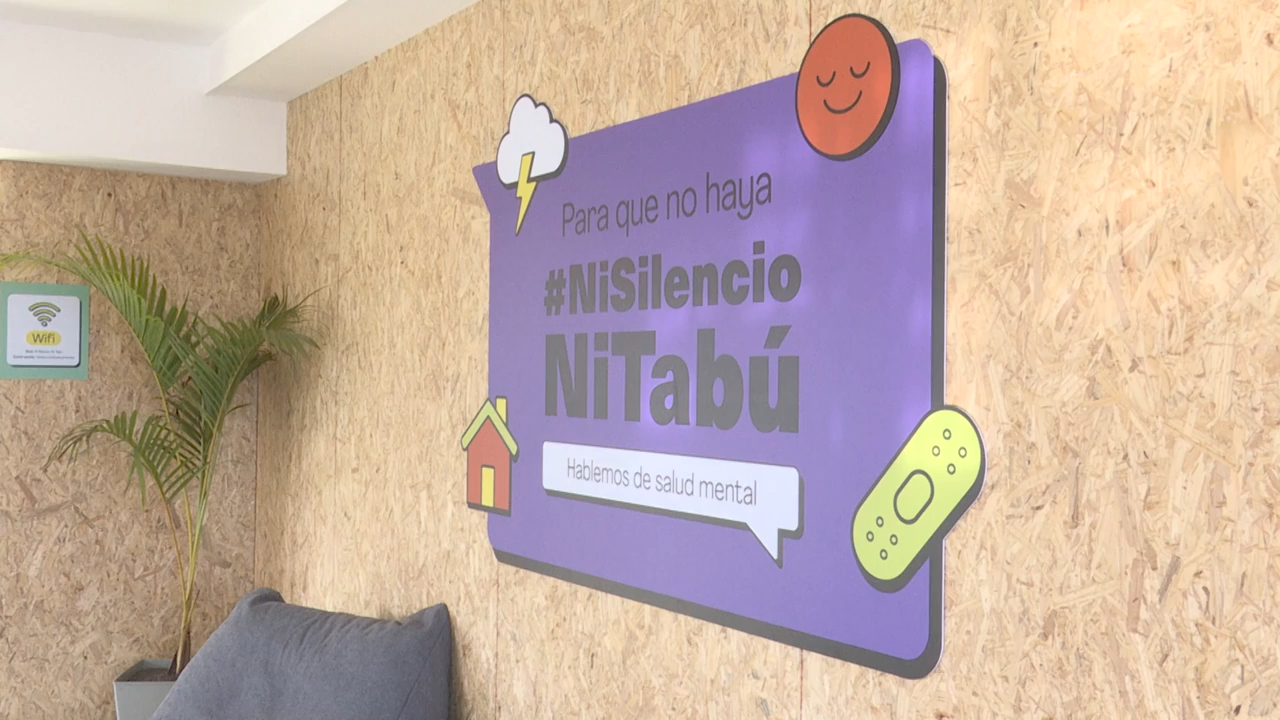 Para que no haya
#NiSilencio
NiTabú
Hablemos de salud mental
Wifi